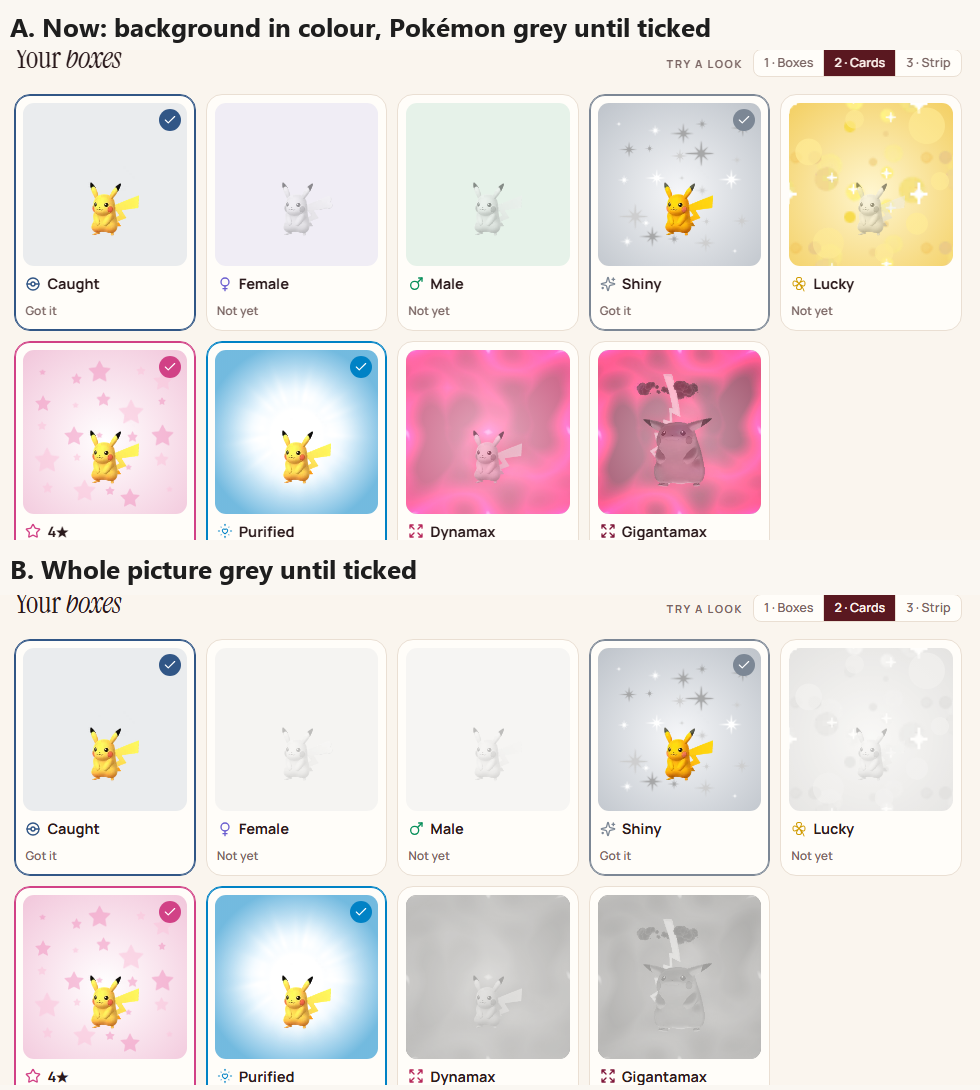 A. Now: background in colour, Pokémon grey until ticked
Your boxes
TRY A LOOK 1·Boxes 2·Cards 3·Strip
Caught Female Male Shiny Lucky
Got it Not yet Not yet Got it Not yet
4★ Purified Dynamax Gigantamax
B. Whole picture grey until ticked
Your boxes
TRY A LOOK 1·Boxes 2·Cards 3·Strip
Caught Female Male Shiny Lucky
Got it Not yet Not yet Got it Not yet
4★ Purified Dynamax Gigantamax